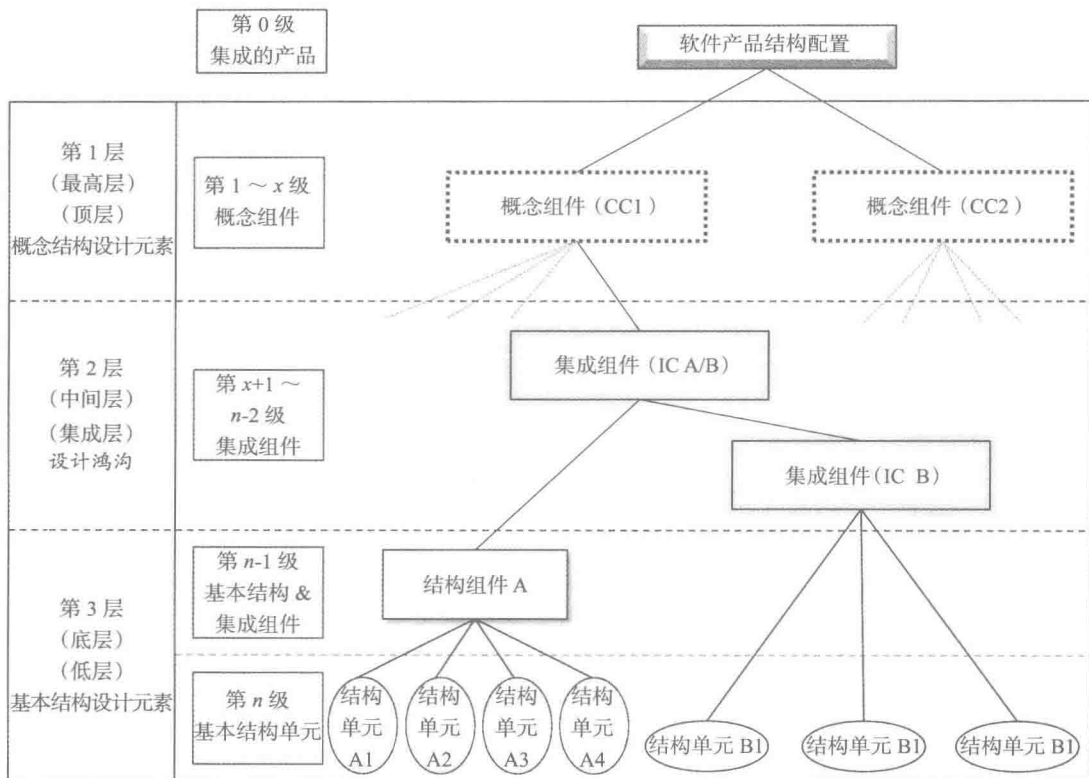 第 0 级
集成的产品
软件产品结构配置
第 1 层
（最高层）
（顶层）
概念结构设计元素
第 1 ～ x 级
概念组件
概念组件（CC1）
概念组件（CC2）
第 2 层
（中间层）
（集成层）
设计鸿沟
第 x+1 ～
n-2 级
集成组件
集成组件（IC A/B）
集成组件（IC B）
第 3 层
（底层）
（低层）
基本结构设计元素
第 n-1 级
基本结构 &
集成组件
结构组件 A
第 n 级
基本结构单元
结构
单元
A1
结构
单元
A2
结构
单元
A3
结构
单元
A4
结构单元 B1
结构单元 B1
结构单元 B1